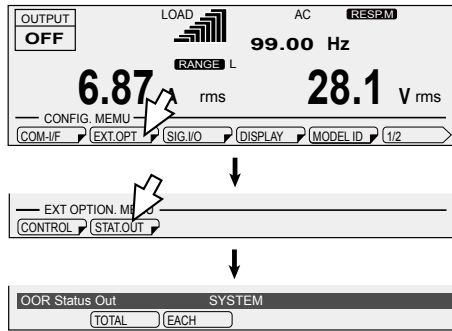 OUTPUT
OFF
LOAD
AC
RESP.M
99.00 Hz
RANGE L
6.87 rms
28.1 V rms
CONFIG. MEMU
COM-I/F EXT.OPT SIG.I/O DISPLAY MODEL ID 1/2
EXT OPTION. MENU
CONTROL STAT.OUT
OOR Status Out SYSTEM
TOTAL EACH